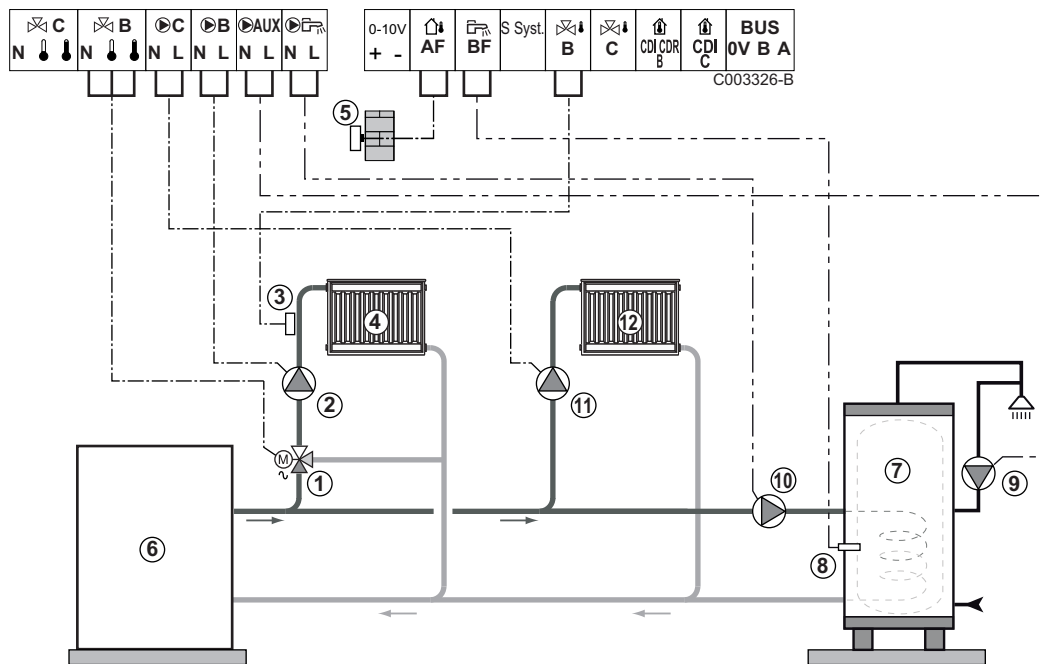 C B C B AUX
N N N L N L N L N L
0-10V + -
AF
BF
S Syst.
B
C
CDI CDR B
CDI C
BUS
0V B A
C003326-B
5
3
4
12
2
11
M
~
1
10
7
9
6
8